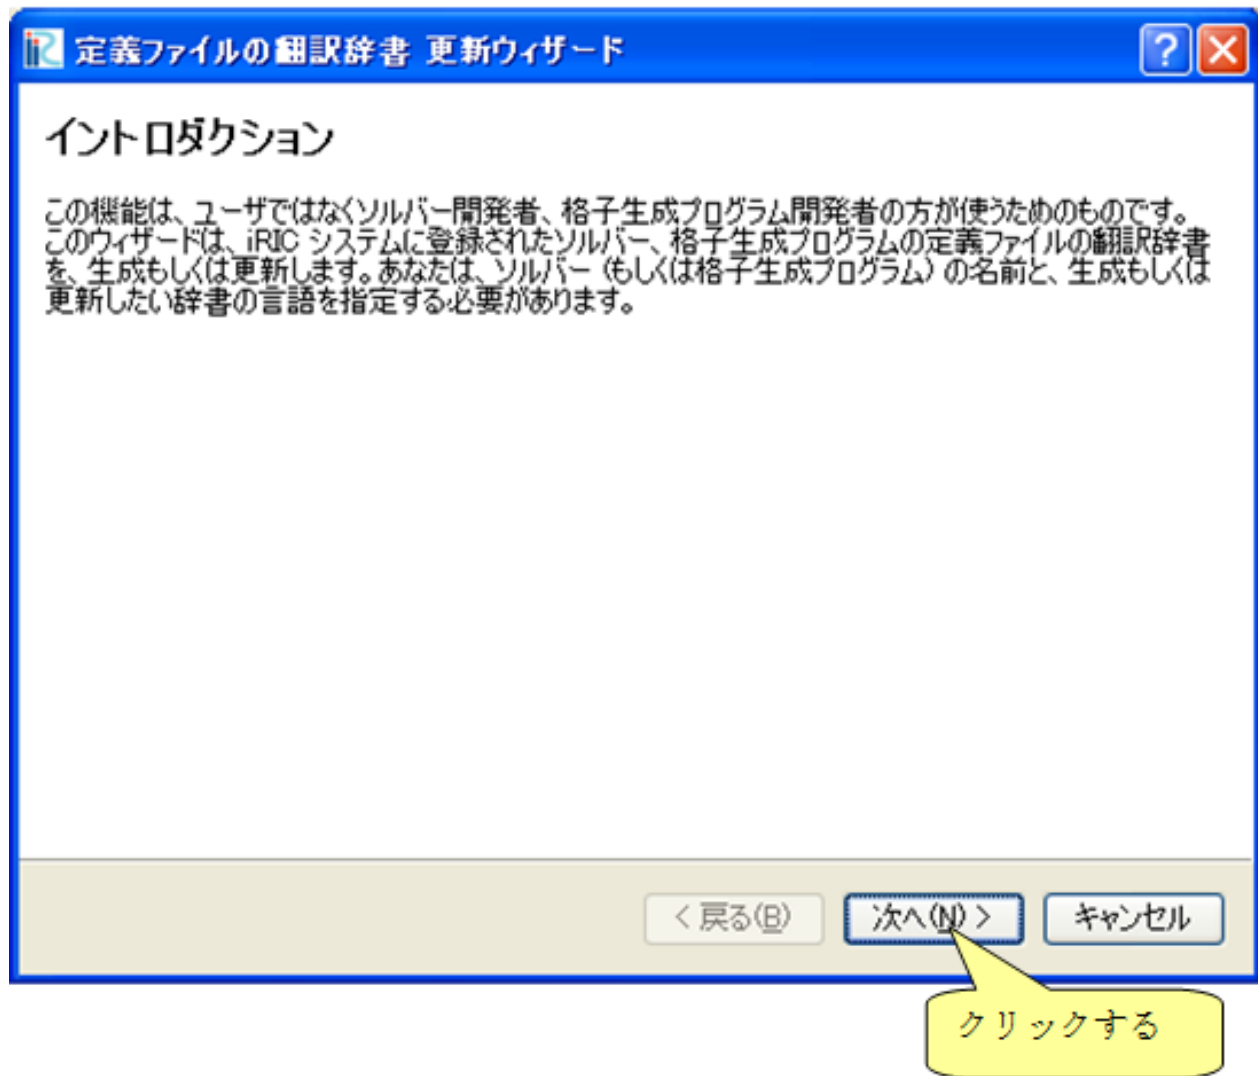 定義ファイルの翻訳辞書 更新ウィザード
イントロダクション
この機能は、ユーザではなくソルバー開発者、格子生成プログラム開発者の方が使うためのものです。
このウィザードは、iRIC システムに登録されたソルバー、格子生成プログラムの定義ファイルの翻訳辞書
を、生成もしくは更新します。あなたは、ソルバー (もしくは格子生成プログラム) の名前と、生成もしくは
更新したい辞書の言語を指定する必要があります。
< 戻る(B) 次へ(N) > キャンセル
クリックする